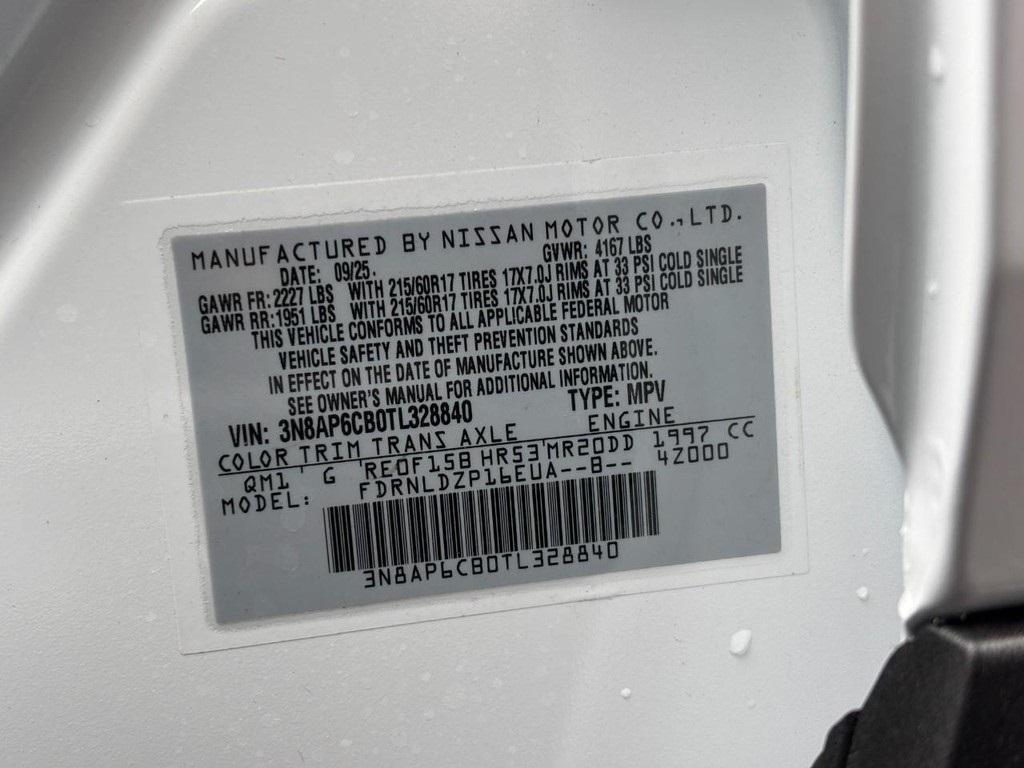 MANUFACTURED BY NISSAN MOTOR CO.,LTD.
DATE: 09/25. GVWR: 4167 LBS
GAWR FR: 2227 LBS WITH 215/60R17 TIRES 17X7.0J RIMS AT 33 PSI COLD SINGLE
GAWR RR: 1951 LBS WITH 215/60R17 TIRES 17X7.0J RIMS AT 33 PSI COLD SINGLE
THIS VEHICLE CONFORMS TO ALL APPLICABLE FEDERAL MOTOR
VEHICLE SAFETY AND THEFT PREVENTION STANDARDS
IN EFFECT ON THE DATE OF MANUFACTURE SHOWN ABOVE.
SEE OWNER'S MANUAL FOR ADDITIONAL INFORMATION.
VIN: 3N8AP6CB0TL328840 TYPE: MPV
COLOR TRIM TRANS AXLE ENGINE
QM1 ' G 'RE0F15B HR53'MR20DD 1997 CC
MODEL: FDRNLDZP16EUA--B-- 4Z000
3N8AP6CB0TL328840